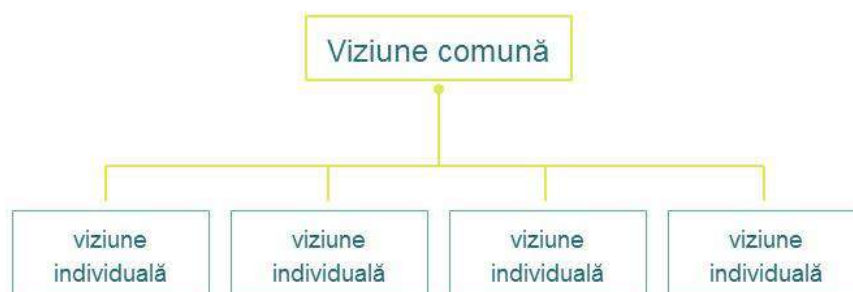 Viziune comună
viziune
individuală
viziune
individuală
viziune
individuală
viziune
individuală